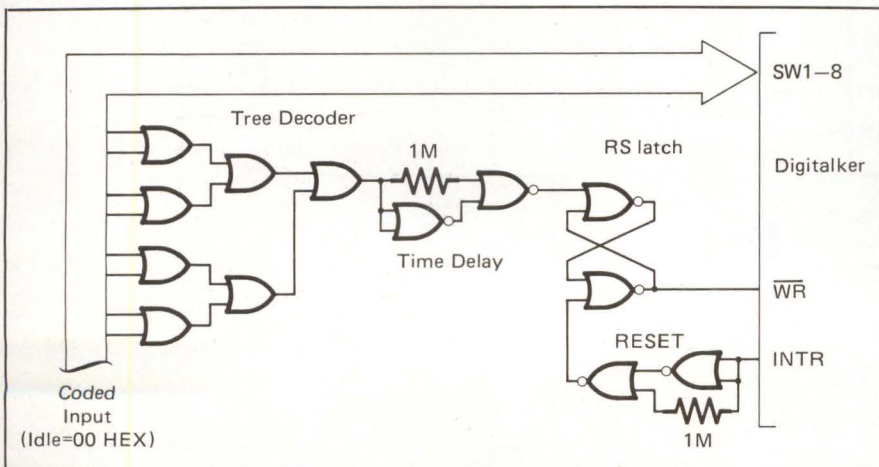 SW1–8
Tree Decoder
1M
RS latch
Digitalker
Time Delay
WR
RESET
INTR
Coded
Input
(Idle=00 HEX)
1M